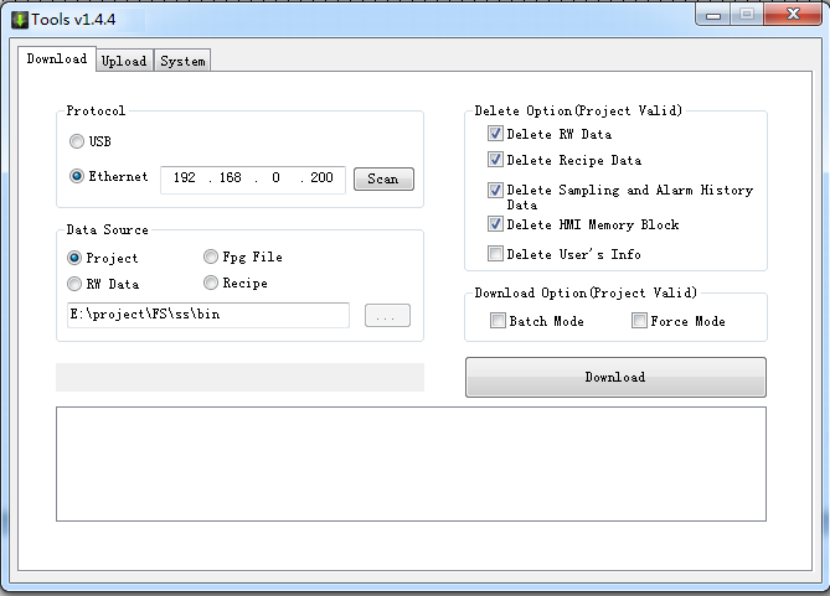 Tools v1.4.4
Download Upload System
Protocol
USB
Ethernet 192 . 168 . 0 . 200 Scan
Data Source
Project Fpg File
RW Data Recipe
E:\project\FS\ss\bin ...
Delete Option(Project Valid)
Delete RW Data
Delete Recipe Data
Delete Sampling and Alarm History
Data
Delete HMI Memory Block
Delete User's Info
Download Option(Project Valid)
Batch Mode Force Mode
Download